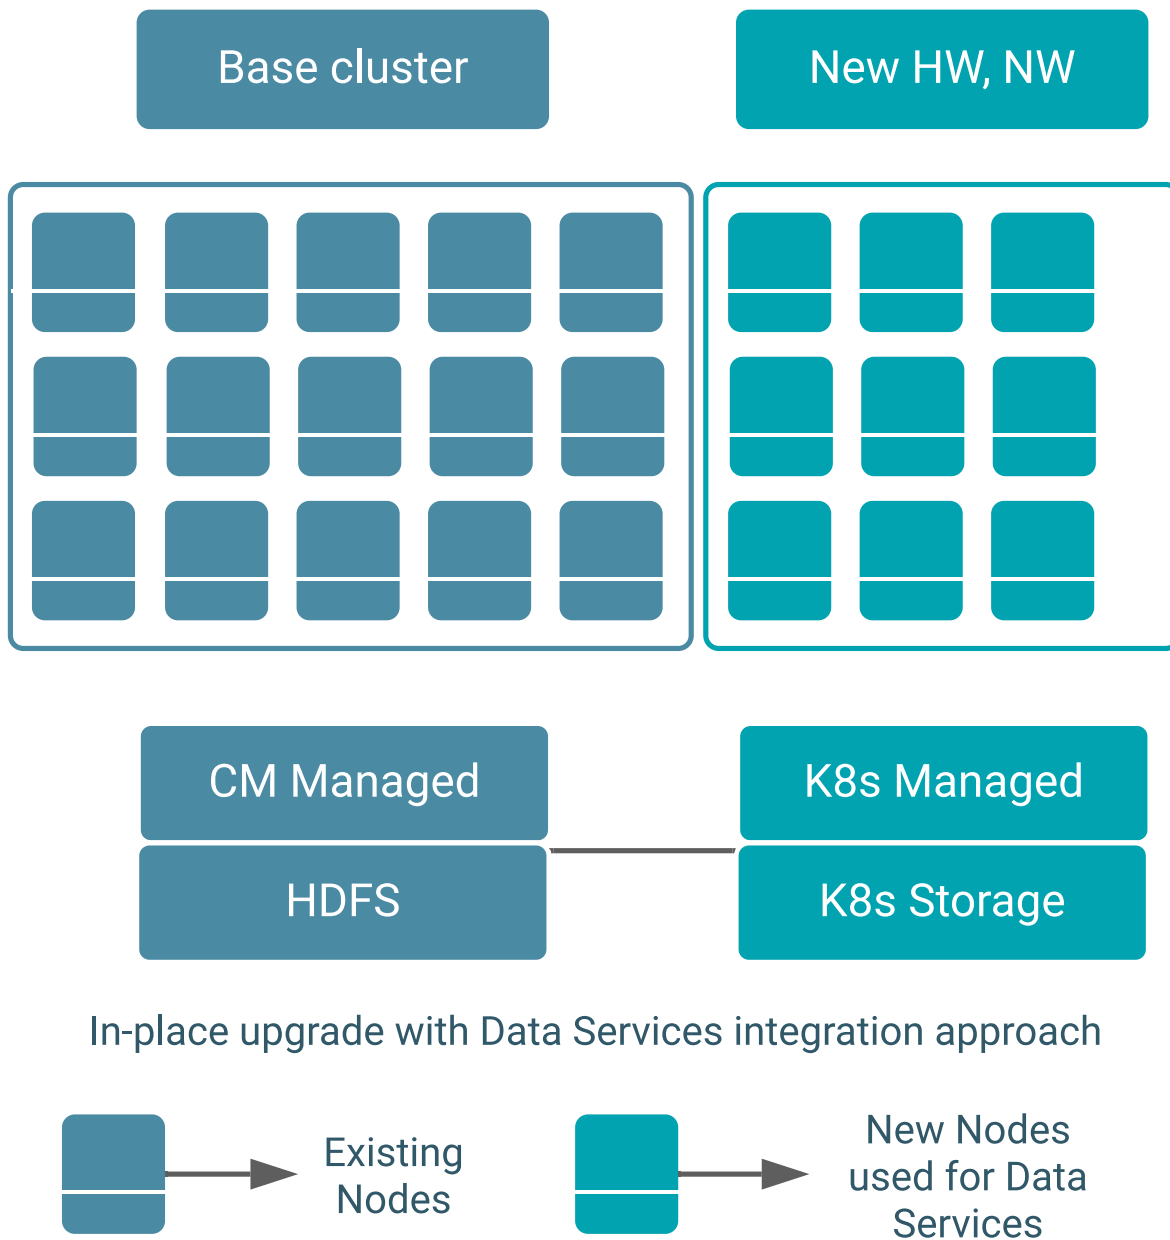 Base cluster
New HW, NW
CM Managed
K8s Managed
HDFS
K8s Storage
In-place upgrade with Data Services integration approach
Existing
Nodes
New Nodes
used for Data
Services